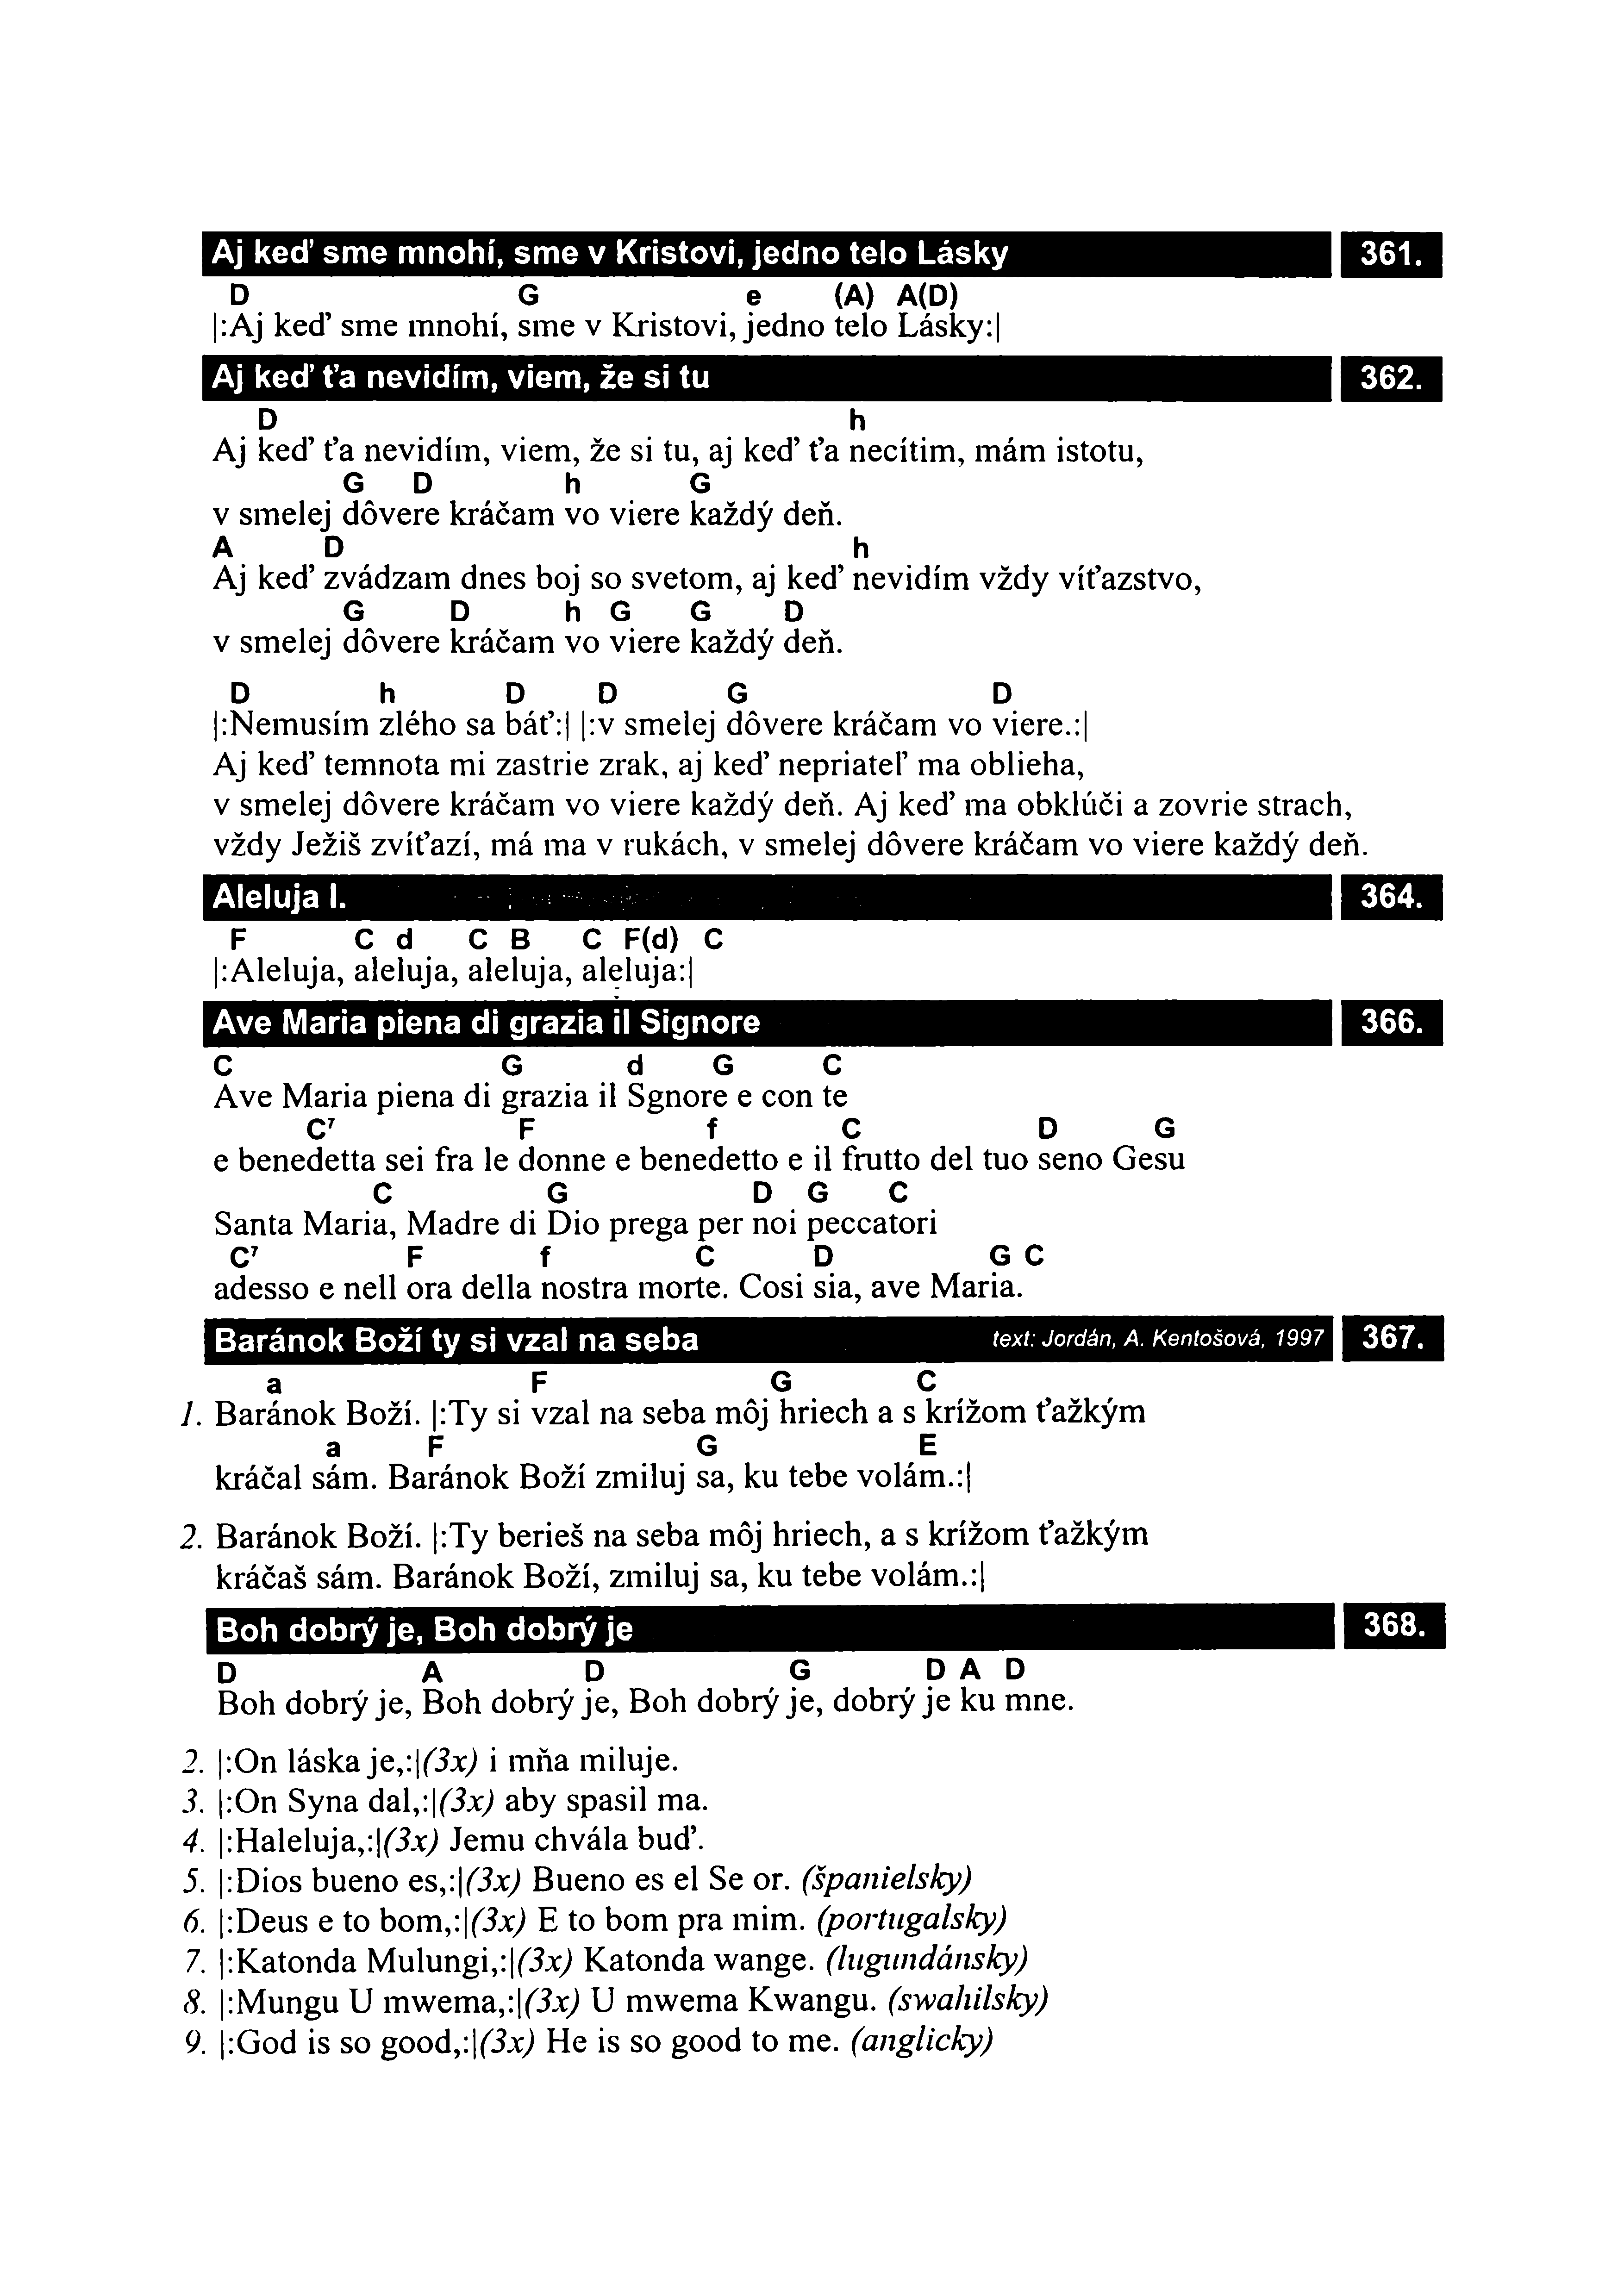 Aj keď sme mnohí, sme v Kristovi, jedno telo Lásky 361.
D G e (A) A(D)
|:Aj keď sme mnohí, sme v Kristovi, jedno telo Lásky:|
Aj keď ťa nevidím, viem, že si tu 362.
D h
Aj keď ťa nevidím, viem, že si tu, aj keď ťa necítim, mám istotu,
G D h G
v smelej dôvere kráčam vo viere každý deň.
A D h
Aj keď zvádzam dnes boj so svetom, aj keď nevidím vždy víťazstvo,
G D h G G D
v smelej dôvere kráčam vo viere každý deň.
D h D D G D
|:Nemusím zlého sa báť:| |:v smelej dôvere kráčam vo viere.:|
Aj keď temnota mi zastrie zrak, aj keď nepriateľ ma oblieha,
v smelej dôvere kráčam vo viere každý deň. Aj keď ma obklúči a zovrie strach,
vždy Ježiš zvíťazí, má ma v rukách, v smelej dôvere kráčam vo viere každý deň.
Aleluja I. 364.
F C d C B C F(d) C
|:Aleluja, aleluja, aleluja, aleluja:|
Ave Maria piena di grazia il Signore 366.
C G d G C
Ave Maria piena di grazia il Sgnore e con te
C⁷ F f C D G
e benedetta sei fra le donne e benedetto e il frutto del tuo seno Gesu
C G D G C
Santa Maria, Madre di Dio prega per noi peccatori
C⁷ F f C D G C
adesso e nell ora della nostra morte. Cosi sia, ave Maria.
Baránok Boží ty si vzal na seba text: Jordán, A. Kentošová, 1997 367.
a F G C
1. Baránok Boží. |:Ty si vzal na seba môj hriech a s krížom ťažkým
a F G E
kráčal sám. Baránok Boží zmiluj sa, ku tebe volám.:|
2. Baránok Boží. |:Ty berieš na seba môj hriech, a s krížom ťažkým
kráčaš sám. Baránok Boží, zmiluj sa, ku tebe volám.:|
Boh dobrý je, Boh dobrý je 368.
D A D G D A D
Boh dobrý je, Boh dobrý je, Boh dobrý je, dobrý je ku mne.
2. |:On láska je,:|(3x) i mňa miluje.
3. |:On Syna dal,:|(3x) aby spasil ma.
4. |:Haleluja,:|(3x) Jemu chvála buď.
5. |:Dios bueno es,:|(3x) Bueno es el Se or. (španielsky)
6. |:Deus e to bom,:|(3x) E to bom pra mim. (portugalsky)
7. |:Katonda Mulungi,:|(3x) Katonda wange. (lugundánsky)
8. |:Mungu U mwema,:|(3x) U mwema Kwangu. (swahilsky)
9. |:God is so good,:|(3x) He is so good to me. (anglicky)